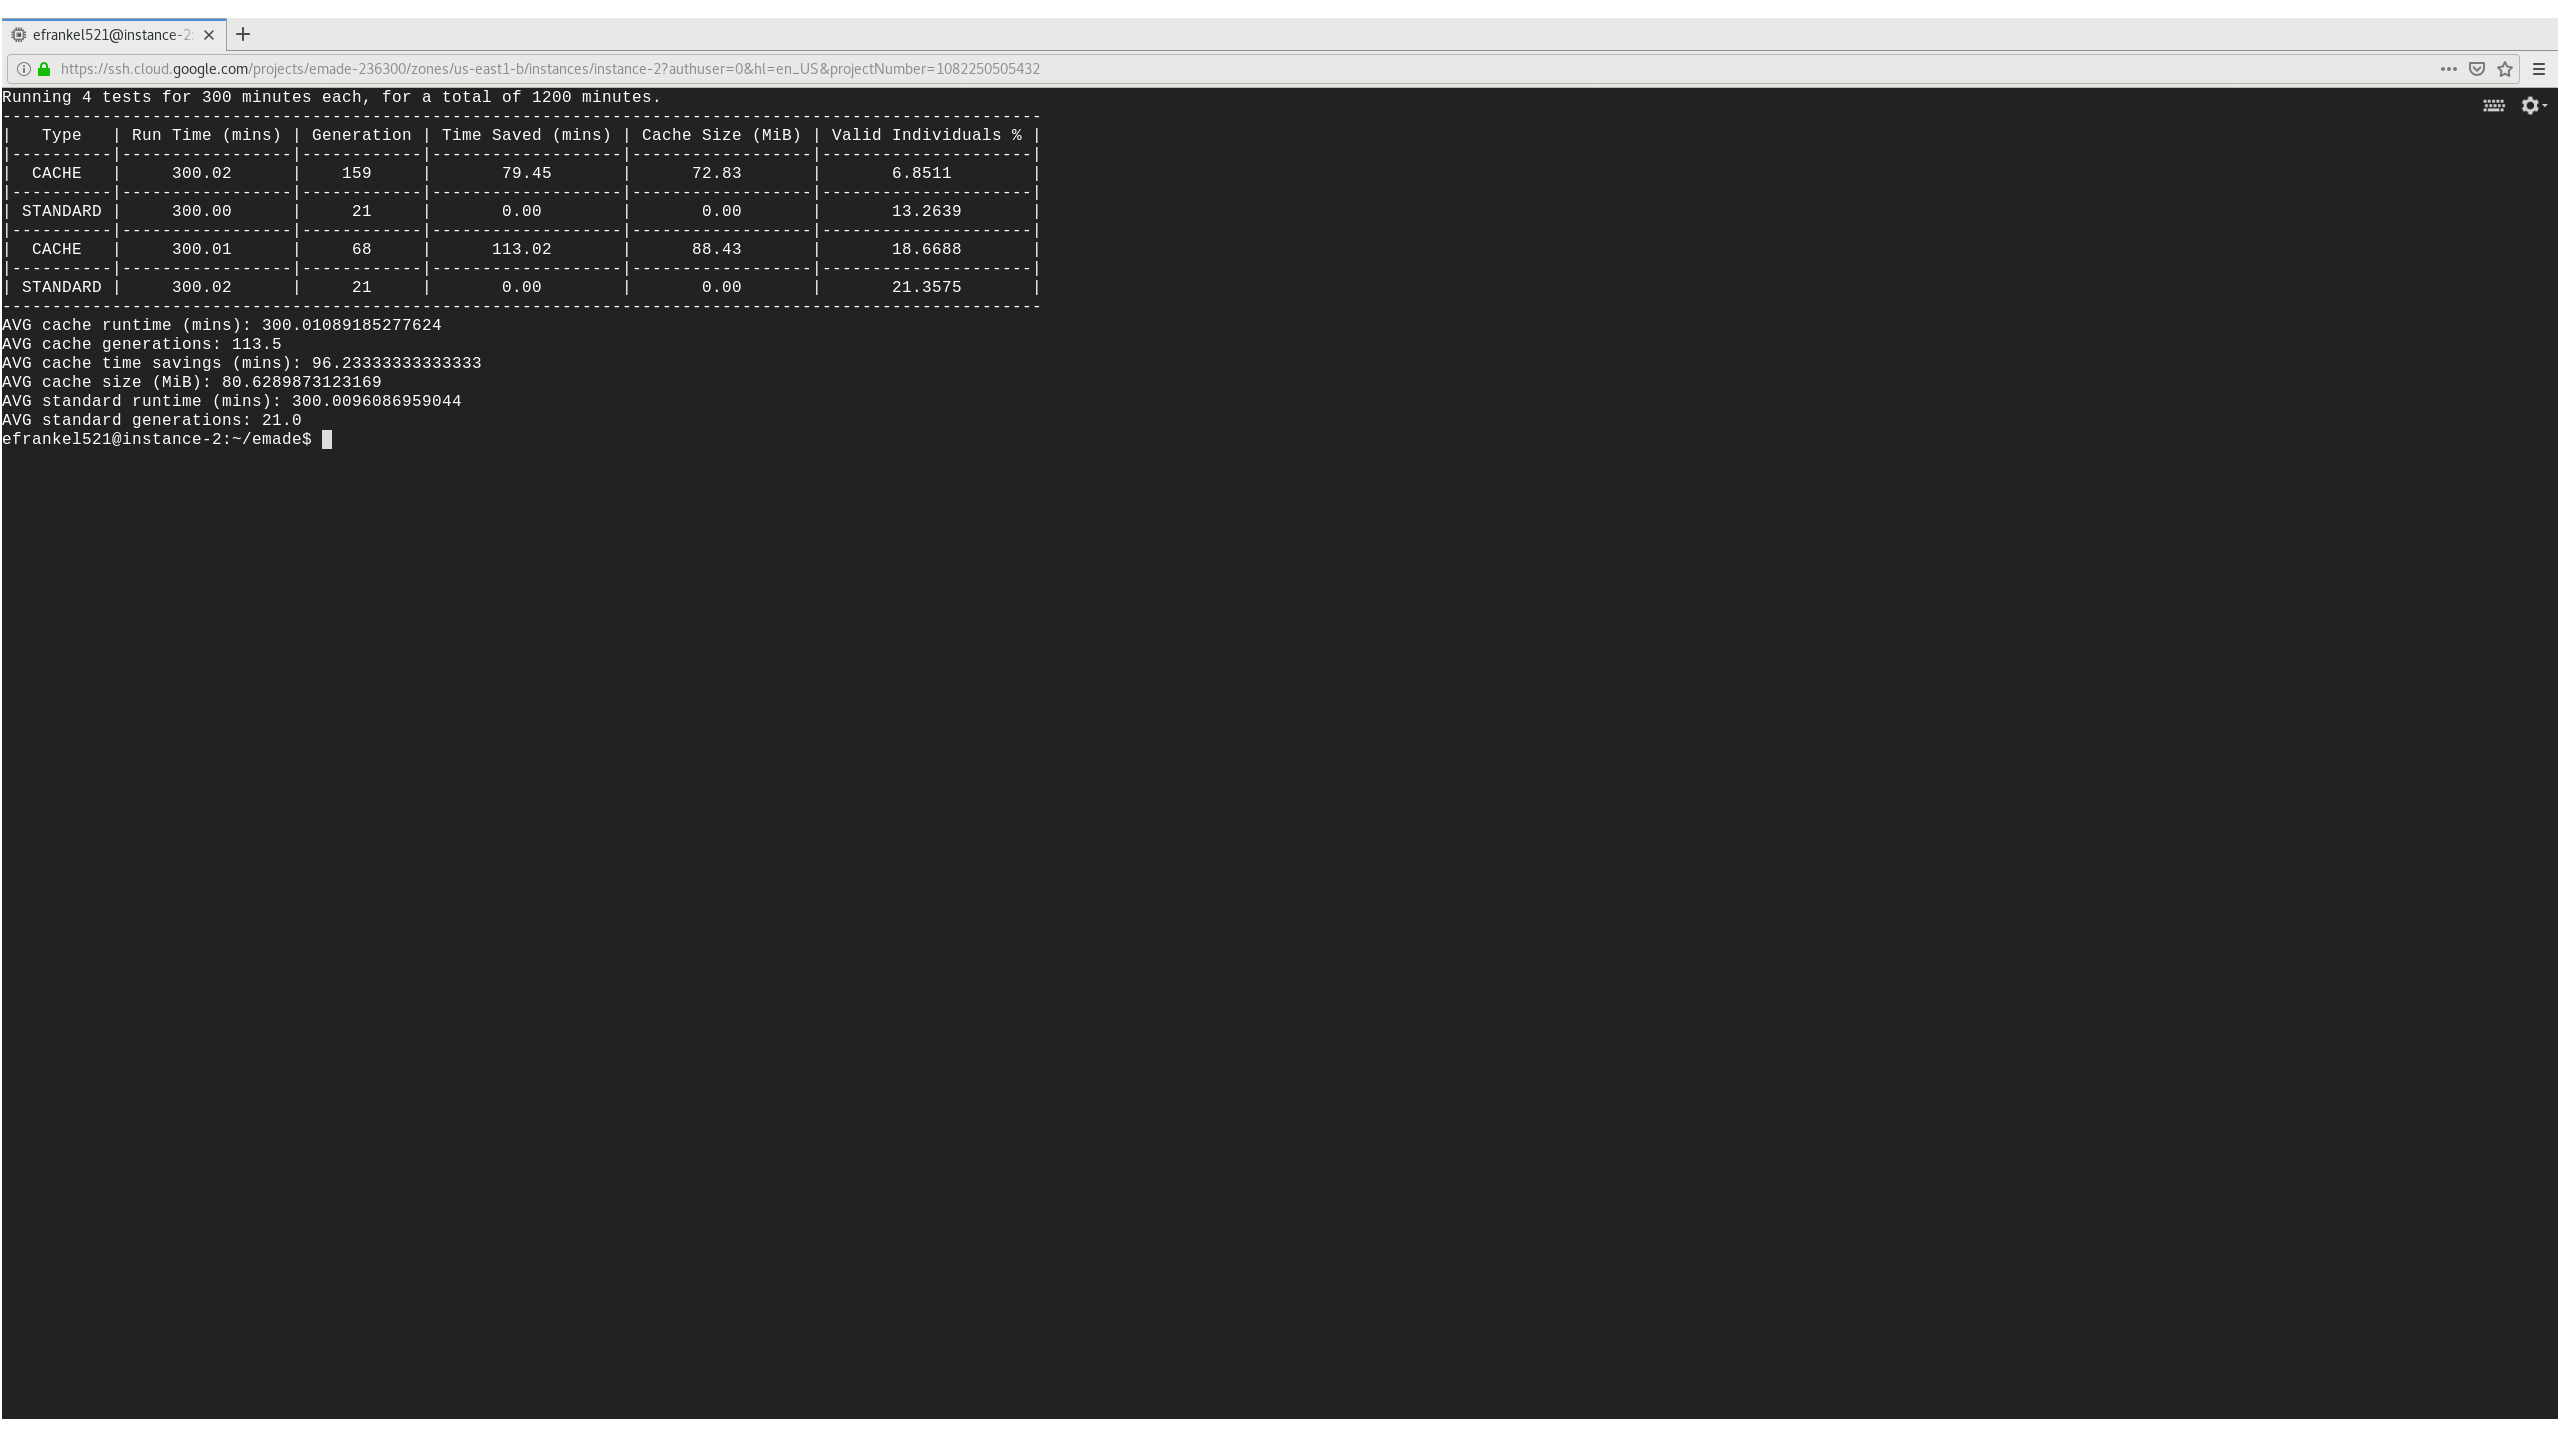 efrankel521@instance-2:
https://ssh.cloud.google.com/projects/emade-236300/zones/us-east1-b/instances/instance-2?authuser=0&hl=en_US&projectNumber=1082250505432
Running 4 tests for 300 minutes each, for a total of 1200 minutes.
--------------------------------------------------------------------------------------------------------
|   Type   | Run Time (mins) | Generation | Time Saved (mins) | Cache Size (MiB) | Valid Individuals % |
|----------|-----------------|------------|-------------------|------------------|---------------------|
|  CACHE   |     300.02      |    159     |       79.45       |      72.83       |       6.8511        |
|----------|-----------------|------------|-------------------|------------------|---------------------|
| STANDARD |     300.00      |     21     |       0.00        |       0.00       |       13.2639       |
|----------|-----------------|------------|-------------------|------------------|---------------------|
|  CACHE   |     300.01      |     68     |      113.02       |      88.43       |       18.6688       |
|----------|-----------------|------------|-------------------|------------------|---------------------|
| STANDARD |     300.02      |     21     |       0.00        |       0.00       |       21.3575       |
--------------------------------------------------------------------------------------------------------
AVG cache runtime (mins): 300.01089185277624
AVG cache generations: 113.5
AVG cache time savings (mins): 96.23333333333333
AVG cache size (MiB): 80.6289873123169
AVG standard runtime (mins): 300.0096086959044
AVG standard generations: 21.0
efrankel521@instance-2:~/emade$